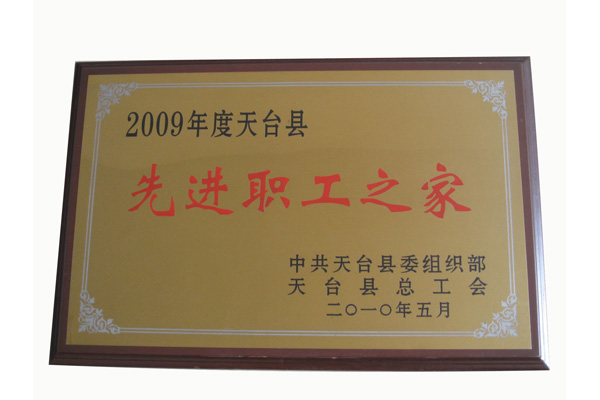 2009年度天台县
先进职工之家
中共天台县委组织部
天台县总工会
二〇一〇年五月